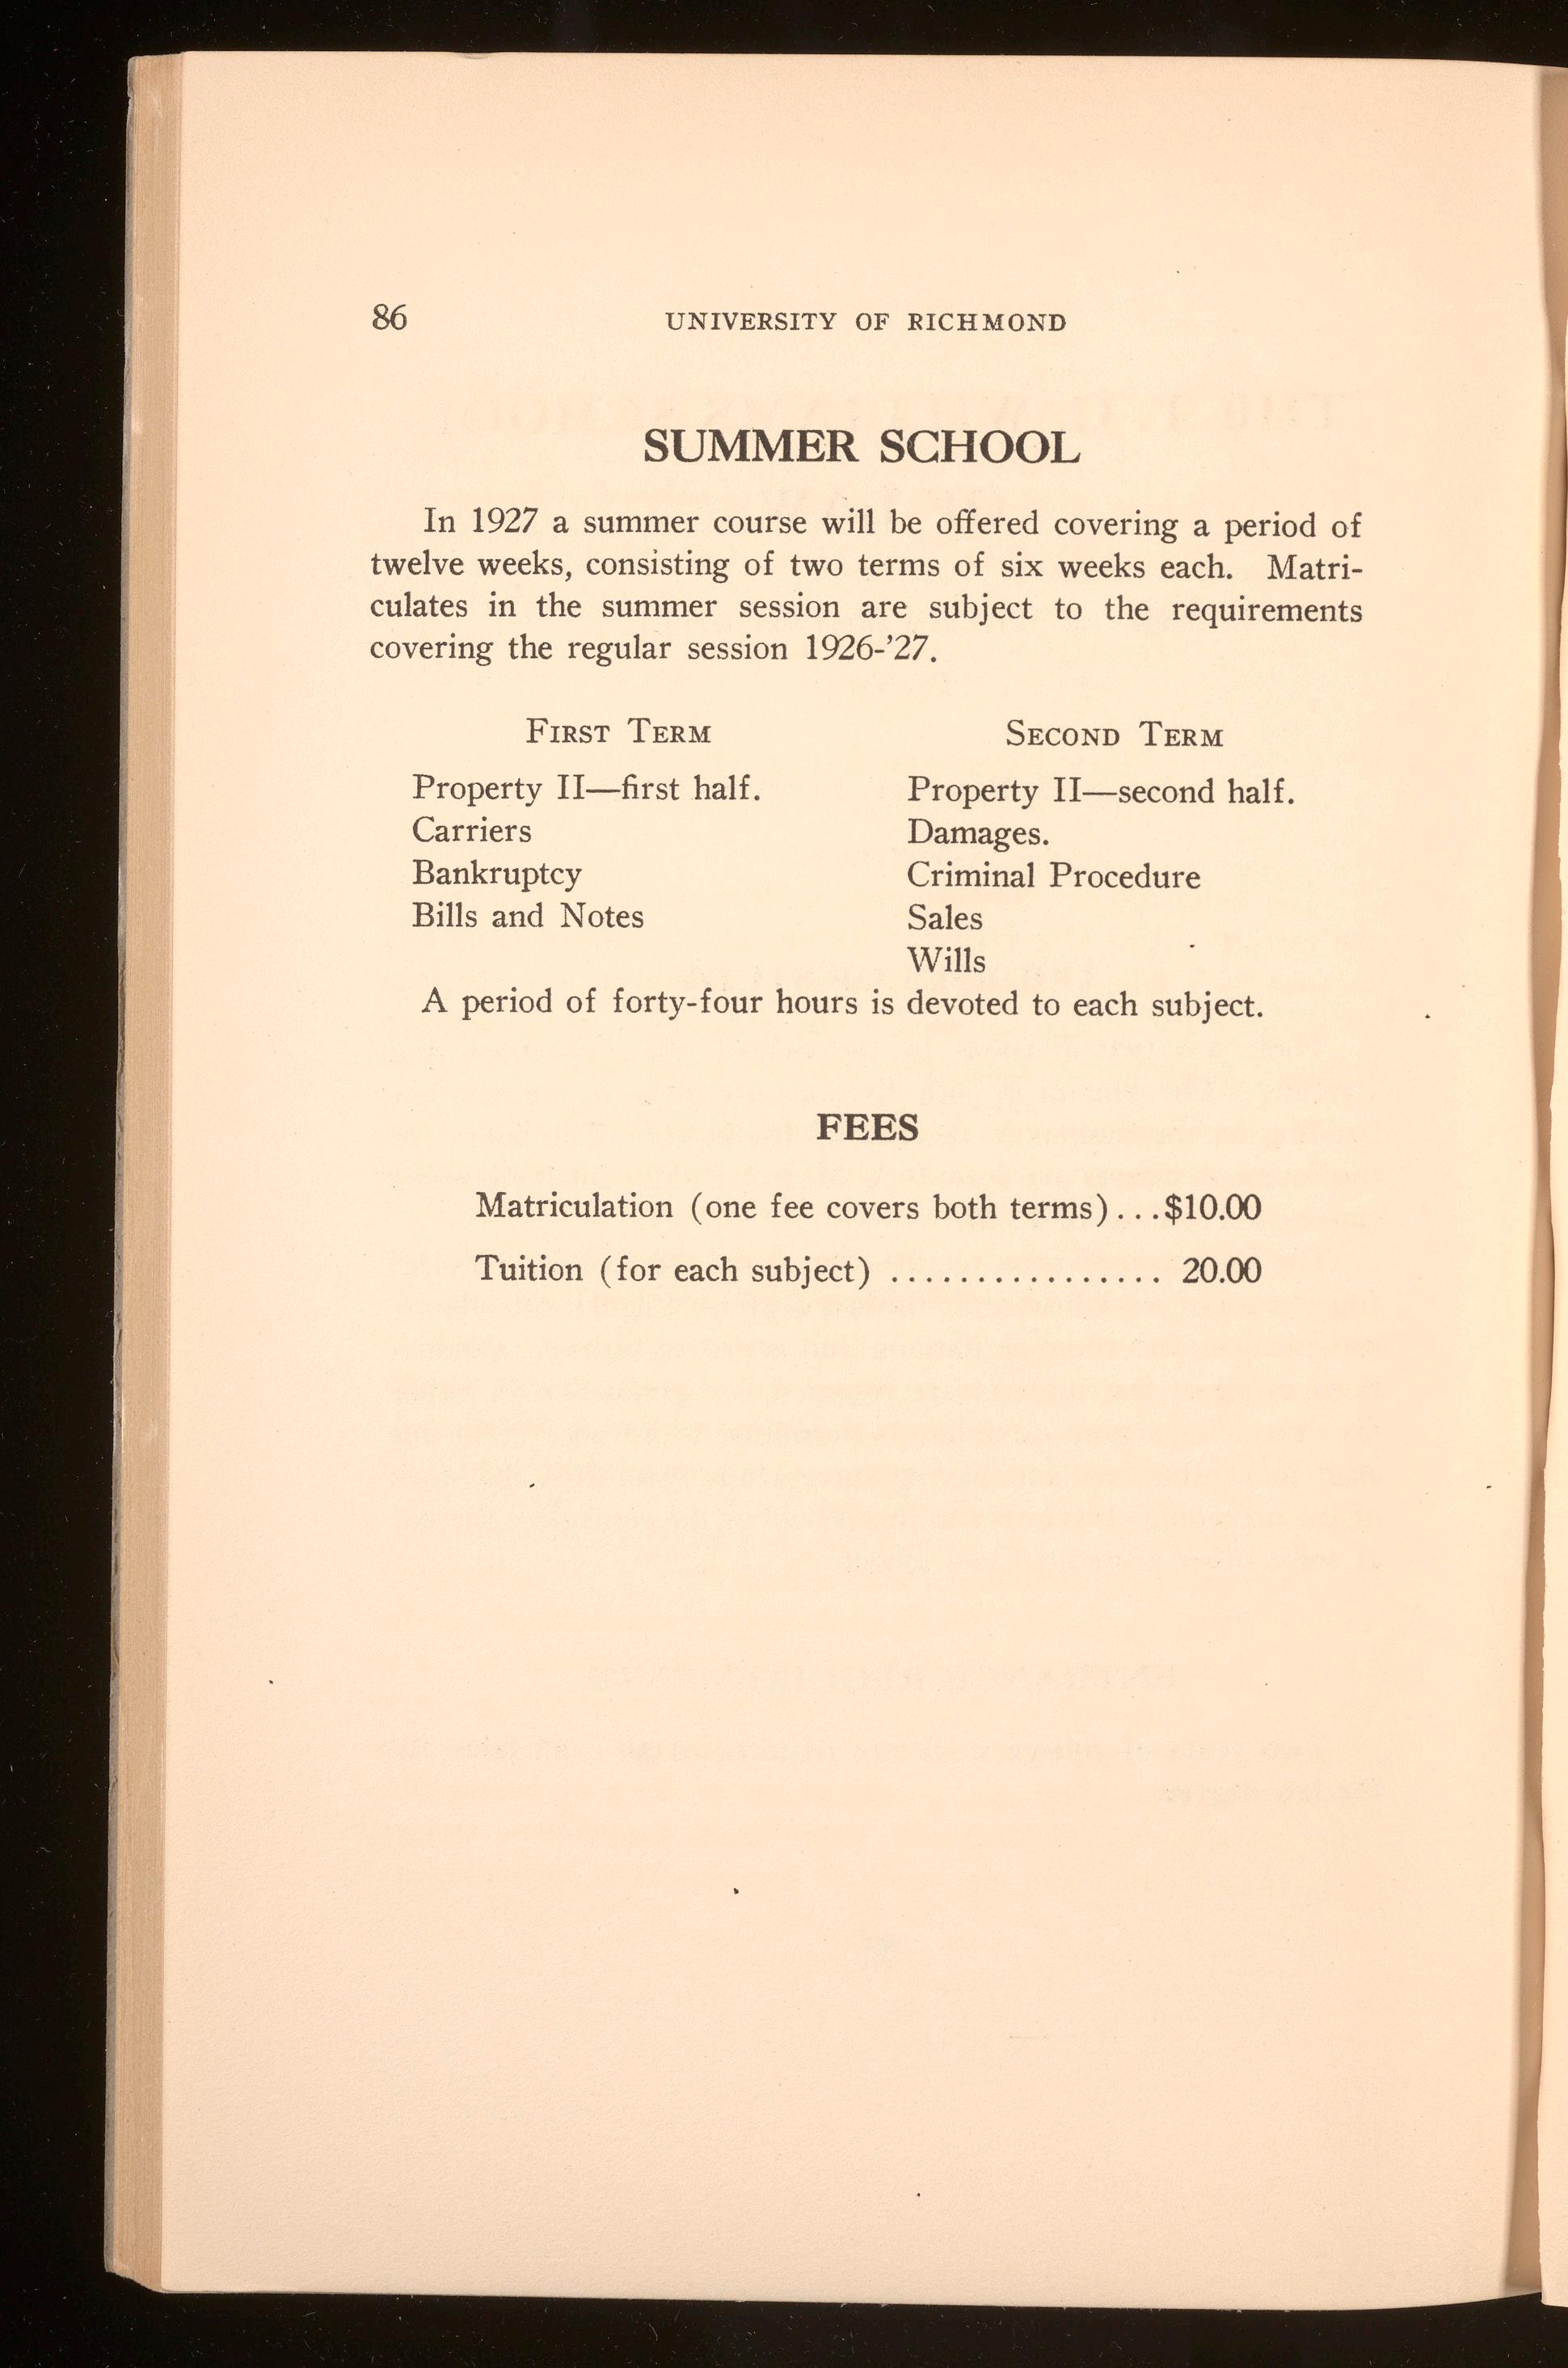 86 UNIVERSITY OF RICHMOND
SUMMER SCHOOL
In 1927 a summer course will be offered covering a period of
twelve weeks, consisting of two terms of six weeks each. Matri-
culates in the summer session are subject to the requirements
covering the regular session 1926-'27.
FIRST TERM
Property II—first half.
Carriers
Bankruptcy
Bills and Notes
SECOND TERM
Property II—second half.
Damages.
Criminal Procedure
Sales
Wills
A period of forty-four hours is devoted to each subject.
FEES
Matriculation (one fee covers both terms)...$10.00
Tuition (for each subject) ................ 20.00